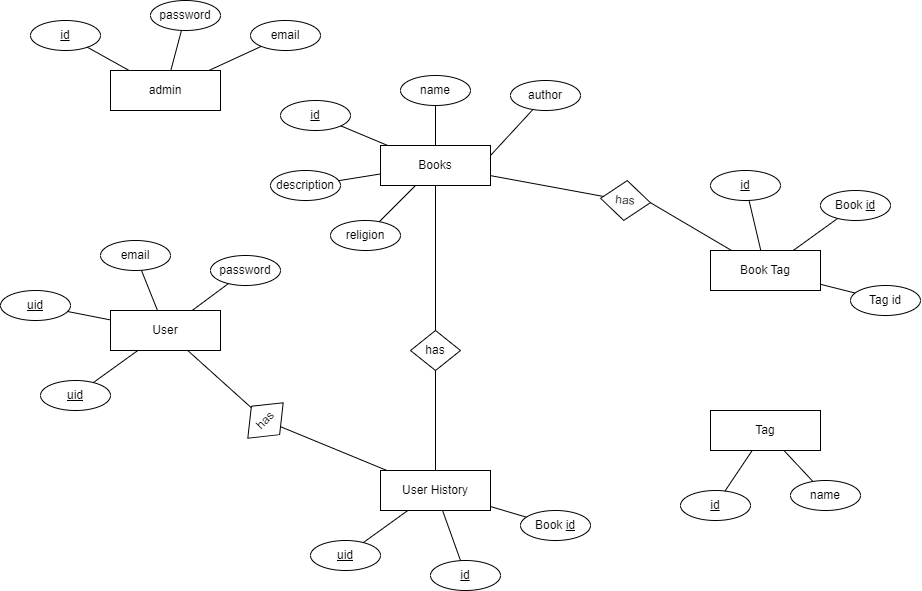 password
id
email
admin
name
author
id
Books
description
religion
has
id
Book id
Book Tag
Tag id
email
password
uid
User
uid
has
has
Tag
id
name
User History
Book id
uid
id